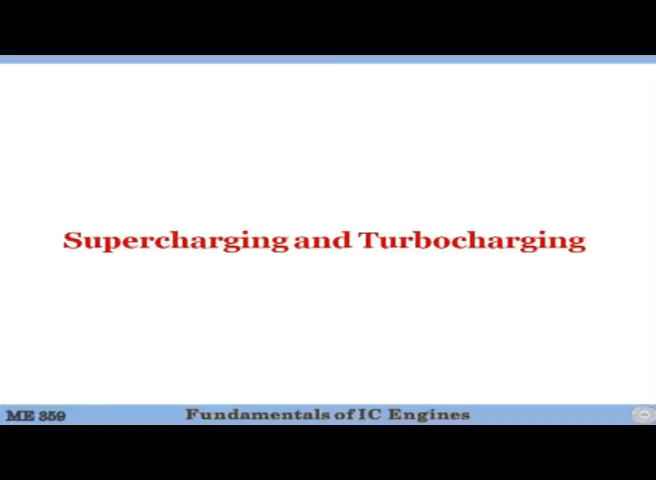 Supercharging and Turbocharging
ME 359
Fundamentals of IC Engines